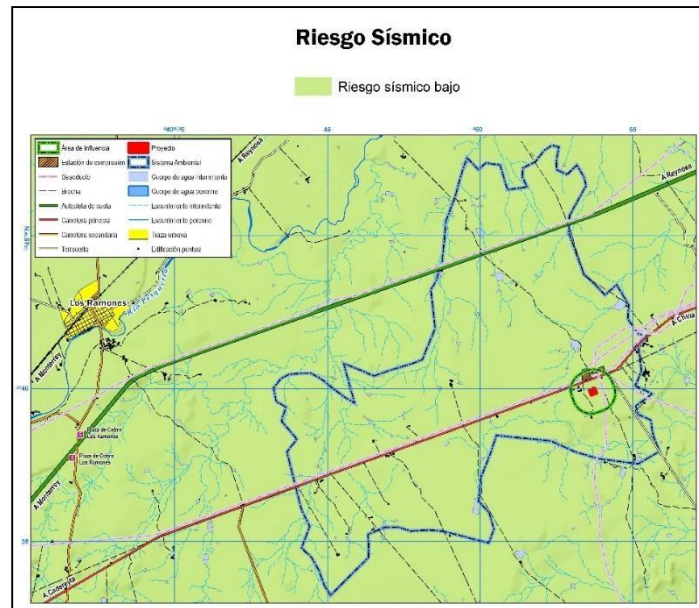 Riesgo Sísmico
Riesgo sísmico bajo
45
50
55
Área de Influencia
Proyecto
Estación de compresión
Sistema Ambiental
Gasoducto
Cuerpo de agua intermitente
Brecha
Cuerpo de agua perenne
Autopista de cuota
Escurrimiento intermitente
Carretera principal
Escurrimiento perenne
Carretera secundaria
Traza urbana
Terracería
Edificación puntual
A Reynosa
A Reynosa
Los Ramones
Río Pesquería
A China
A Monterrey
40
Plaza de Cobro
Los Ramones
Plaza de Cobro
Los Ramones
A Monterrey
35
A Cadereyta